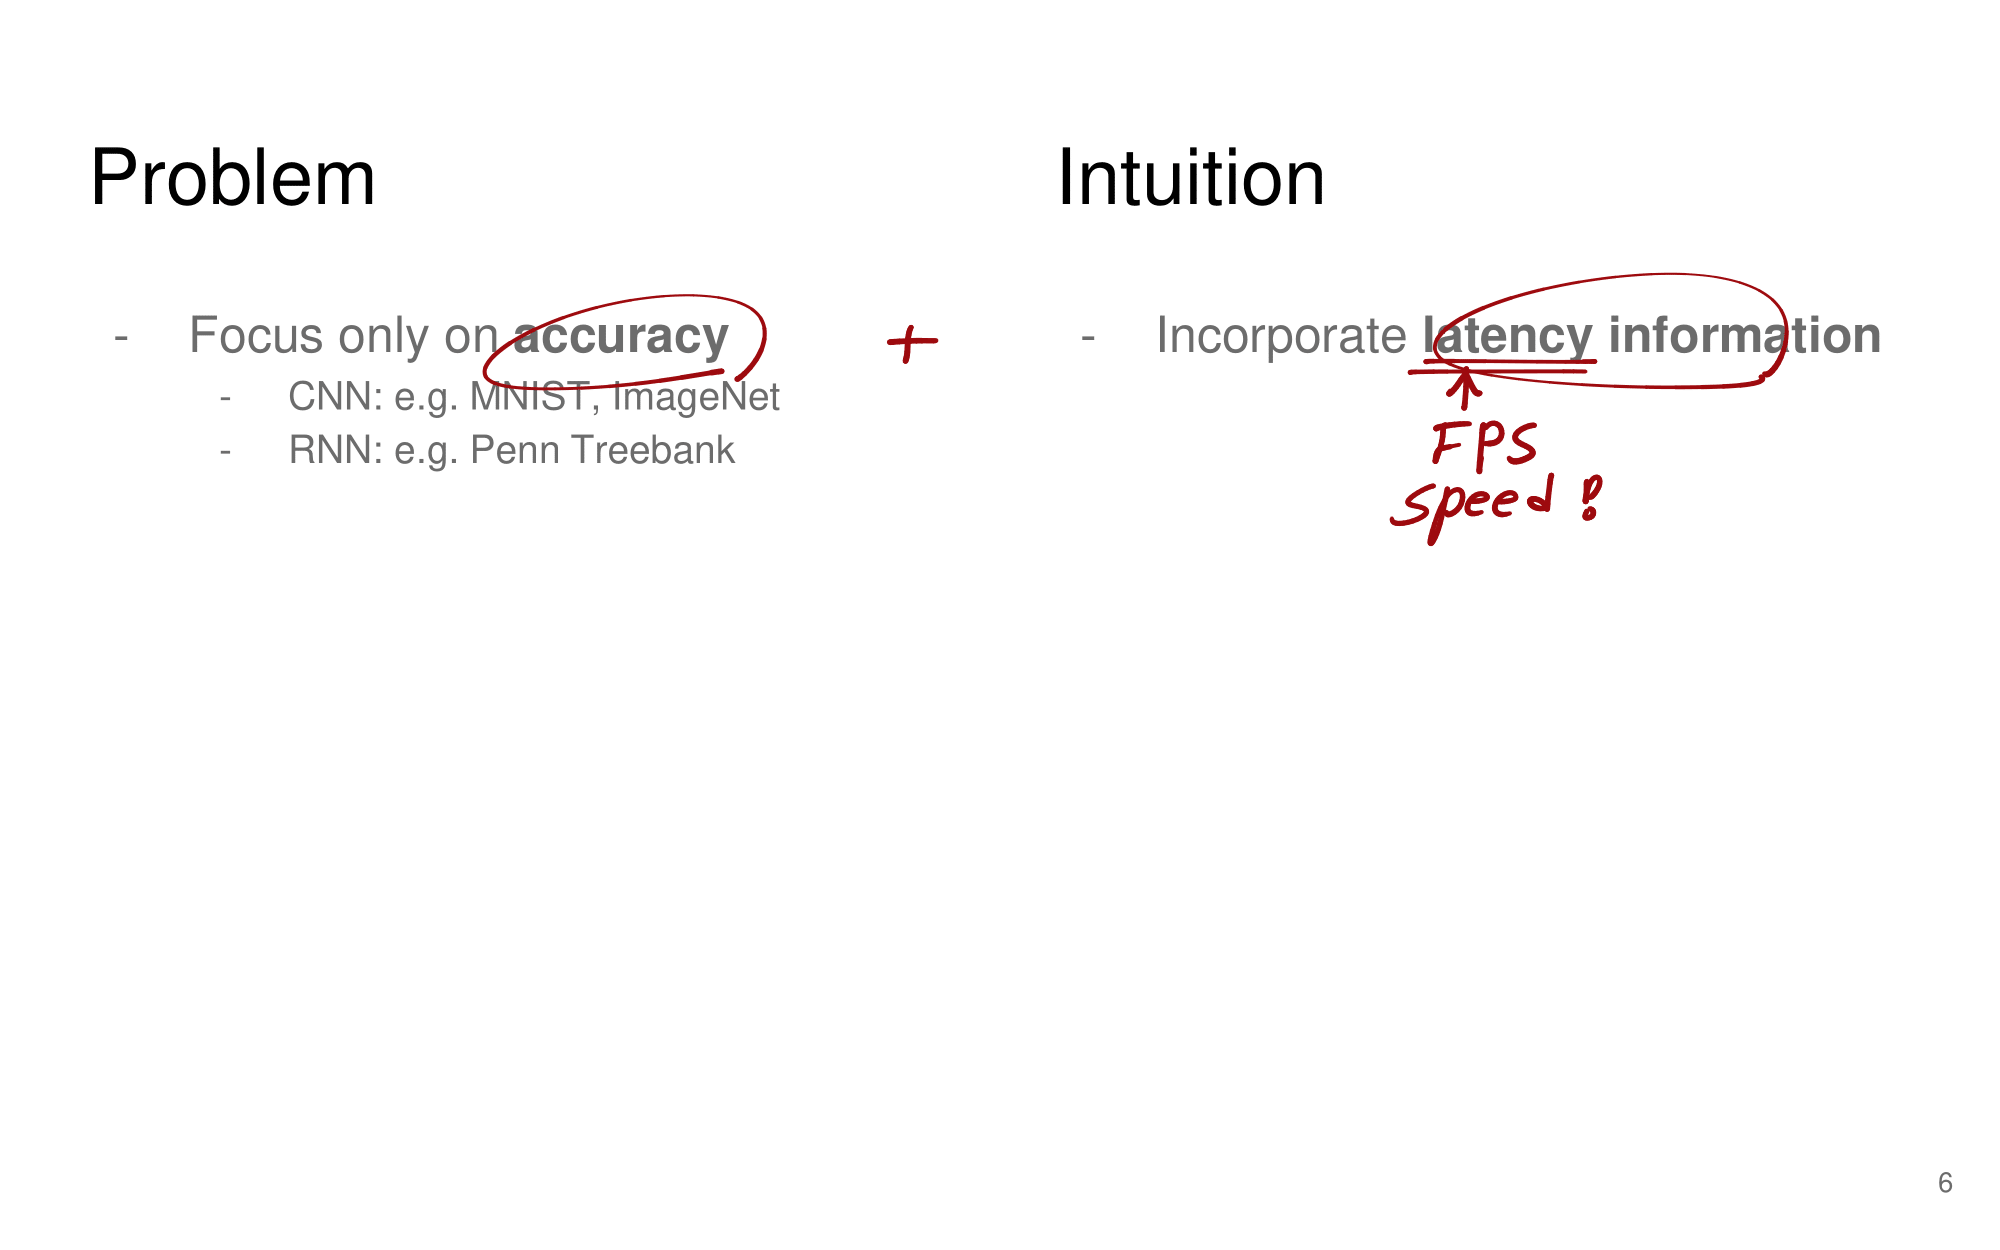 Problem
- Focus only on accuracy
- CNN: e.g. MNIST, ImageNet
- RNN: e.g. Penn Treebank
+
Intuition
- Incorporate latency information
FPS
speed!
6